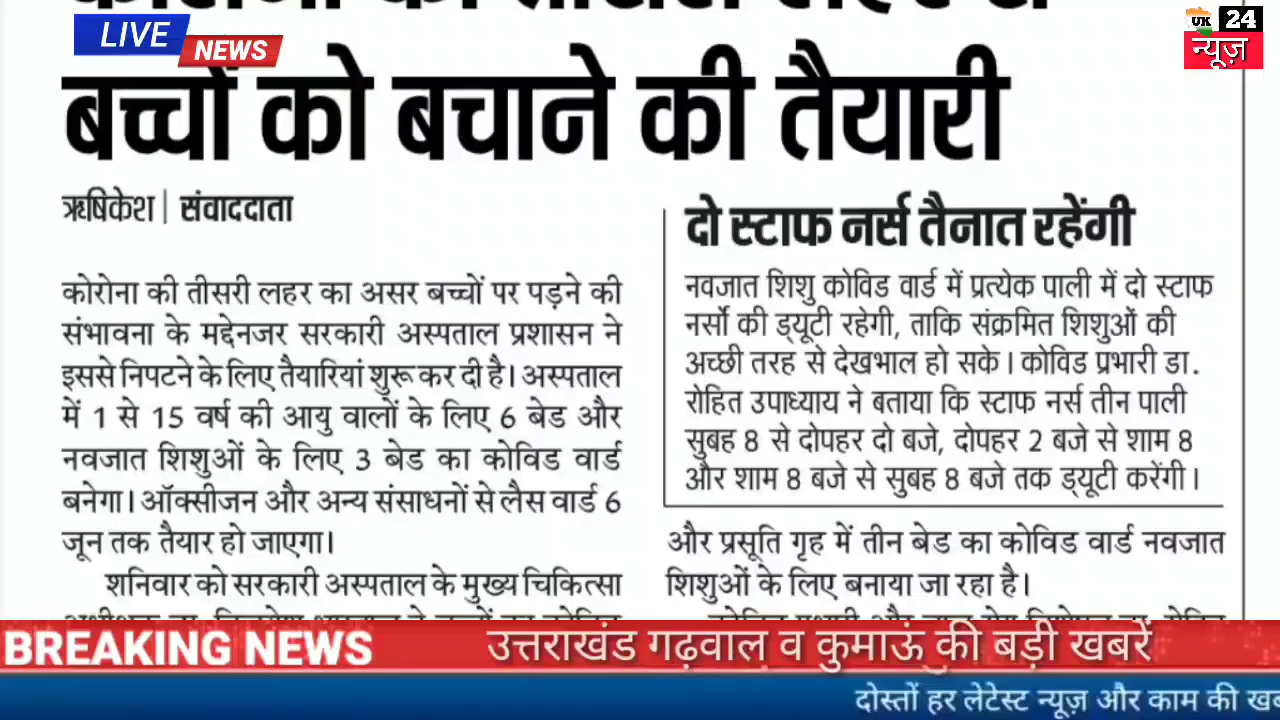 LIVE
NEWS
UK 24
न्यूज़
बच्चों को बचाने की तैयारी
ऋषिकेश | संवाददाता
कोरोना की तीसरी लहर का असर बच्चों पर पड़ने की
संभावना के मद्देनजर सरकारी अस्पताल प्रशासन ने
इससे निपटने के लिए तैयारियां शुरू कर दी है। अस्पताल
में 1 से 15 वर्ष की आयु वालों के लिए 6 बेड और
नवजात शिशुओं के लिए 3 बेड का कोविड वार्ड
बनेगा। ऑक्सीजन और अन्य संसाधनों से लैस वार्ड 6
जून तक तैयार हो जाएगा।
शनिवार को सरकारी अस्पताल के मुख्य चिकित्सा
दो स्टाफ नर्स तैनात रहेंगी
नवजात शिशु कोविड वार्ड में प्रत्येक पाली में दो स्टाफ
नर्सों की ड्यूटी रहेगी, ताकि संक्रमित शिशुओं की
अच्छी तरह से देखभाल हो सके। कोविड प्रभारी डा.
रोहित उपाध्याय ने बताया कि स्टाफ नर्स तीन पाली
सुबह 8 से दोपहर दो बजे, दोपहर 2 बजे से शाम 8
और शाम 8 बजे से सुबह 8 बजे तक ड्यूटी करेंगी।
और प्रसूति गृह में तीन बेड का कोविड वार्ड नवजात
शिशुओं के लिए बनाया जा रहा है।
BREAKING NEWS
उत्तराखंड गढ़वाल व कुमाऊं की बड़ी खबरें
दोस्तों हर लेटेस्ट न्यूज़ और काम की